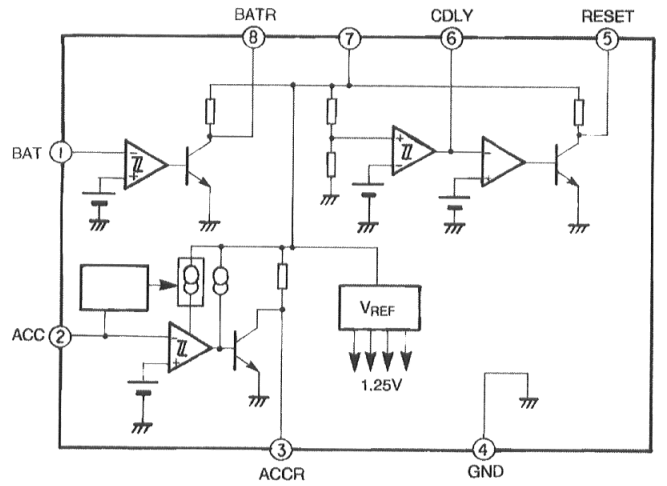 BATR CDLY RESET
8 7 6 5
BAT 1
- +
+ -
- +
ACC 2
- +
VREF
1.25V
3 4
ACCR GND